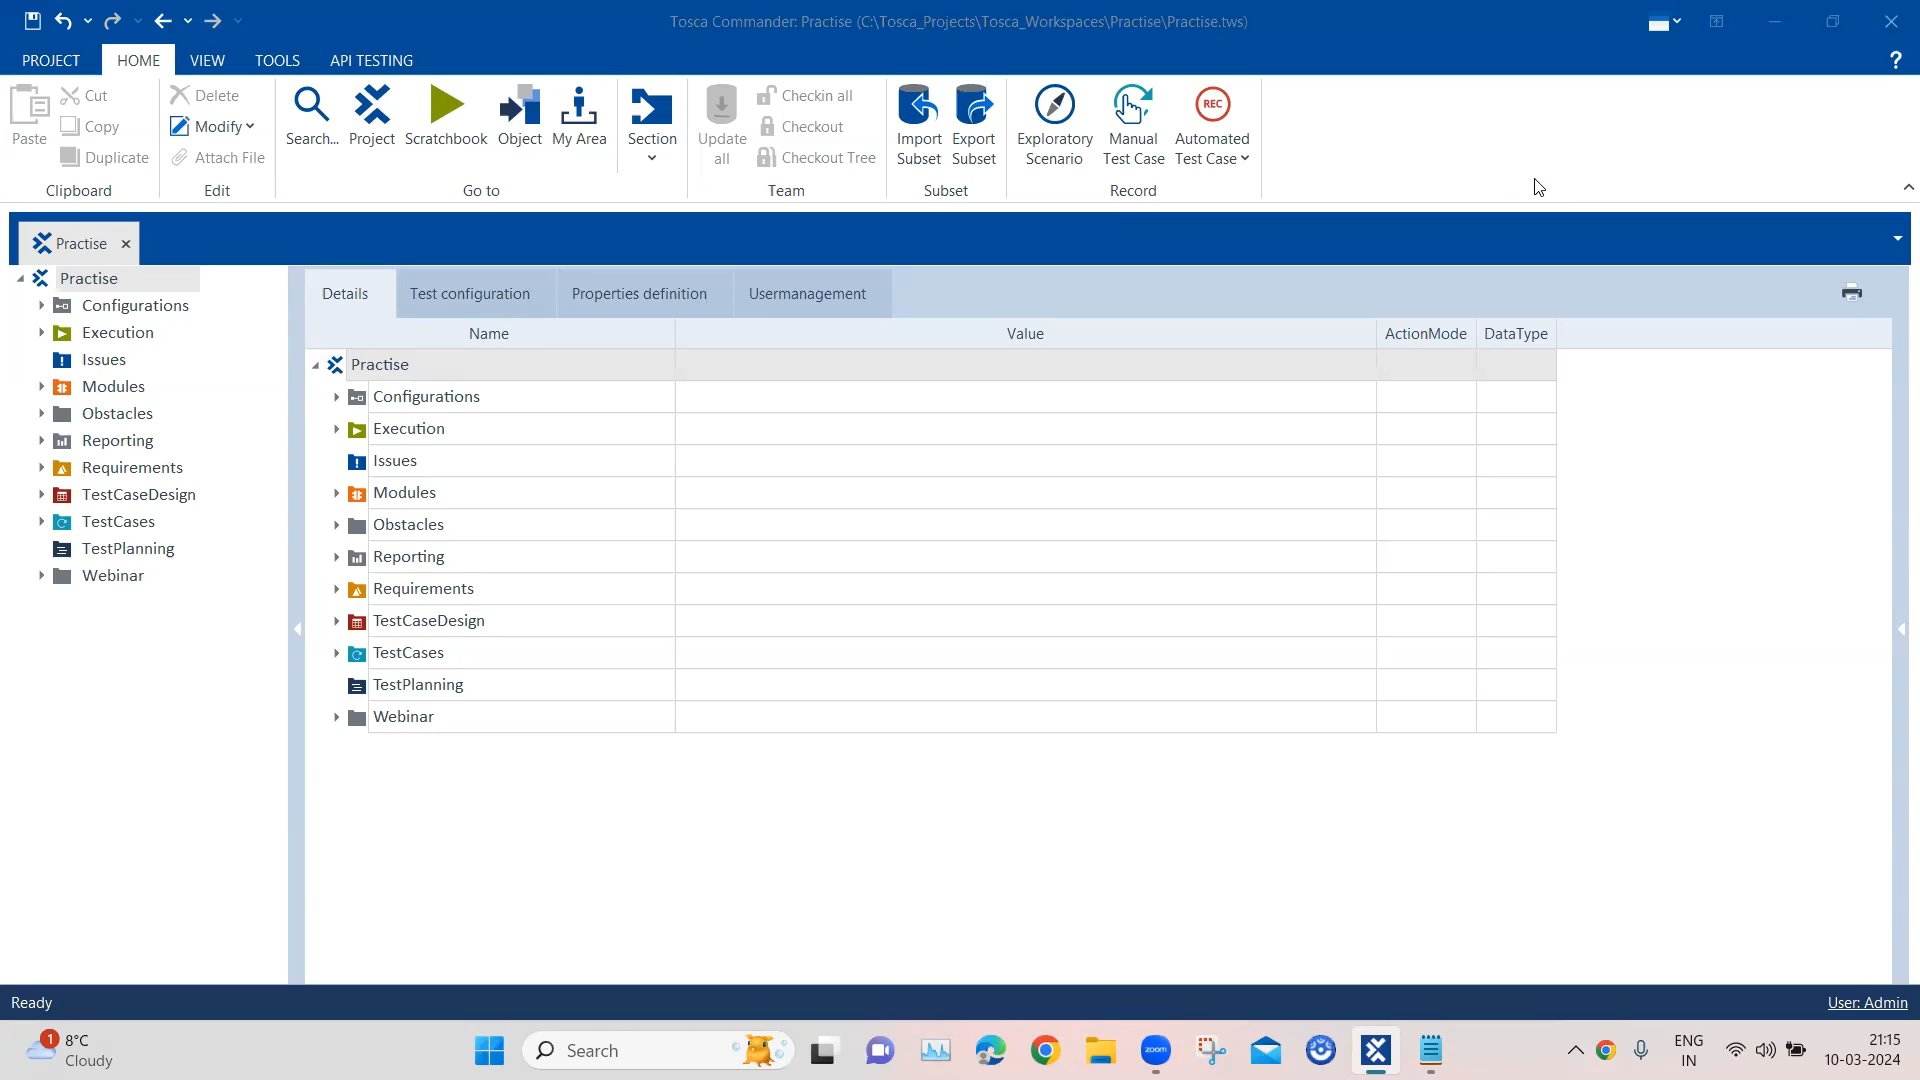 Tosca Commander: Practise (C:\Tosca_Projects\Tosca_Workspaces\Practise\Practise.tws)
PROJECT HOME VIEW TOOLS API TESTING ?
Paste
Cut
Copy
Duplicate
Clipboard
Delete
Modify
Attach File
Edit
Search...
Project
Scratchbook
Object
My Area
Section
Go to
Update all
Checkin all
Checkout
Checkout Tree
Team
Import Subset
Export Subset
Subset
Exploratory Scenario
Manual Test Case
REC
Automated Test Case
Record
Practise
Practise
Configurations
Execution
Issues
Modules
Obstacles
Reporting
Requirements
TestCaseDesign
TestCases
TestPlanning
Webinar
Details Test configuration Properties definition Usermanagement
Name Value ActionMode DataType
Practise
Configurations
Execution
Issues
Modules
Obstacles
Reporting
Requirements
TestCaseDesign
TestCases
TestPlanning
Webinar
Ready User: Admin
1
8°C
Cloudy
Search
zoom
ENG
IN
21:15
10-03-2024